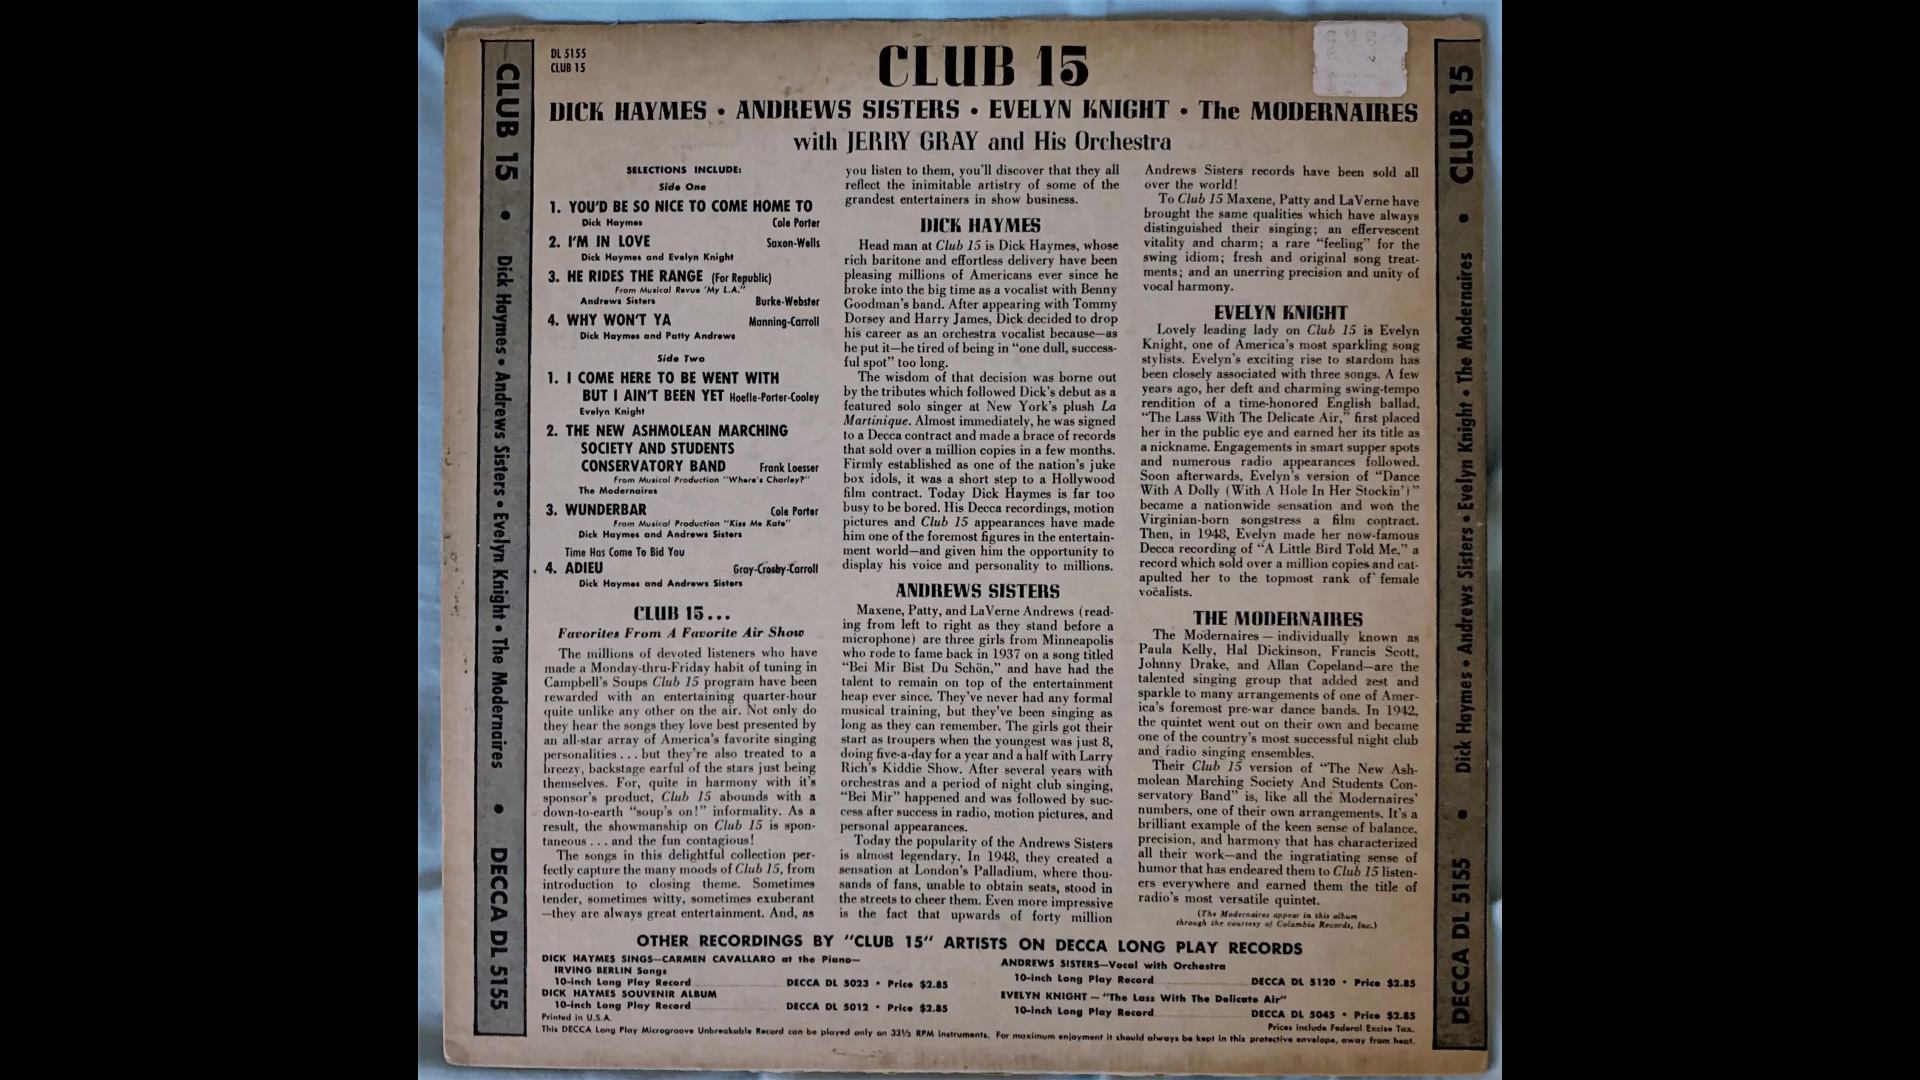 DL 5155
CLUB 15
CLUB 15
DICK HAYMES • ANDREWS SISTERS • EVELYN KNIGHT • The MODERNAIRES
with JERRY GRAY and His Orchestra
SELECTIONS INCLUDE:
Side One
1. YOU'D BE SO NICE TO COME HOME TO
Dick Haymes Cole Porter
2. I'M IN LOVE Saxon-Wells
Dick Haymes and Evelyn Knight
3. HE RIDES THE RANGE (For Republic)
From Musical Revue "My L.A."
Andrews Sisters Burke-Webster
4. WHY WON'T YA Manning-Carroll
Dick Haymes and Patty Andrews
Side Two
1. I COME HERE TO BE WENT WITH
BUT I AIN'T BEEN YET Hoefle-Porter-Cooley
Evelyn Knight
2. THE NEW ASHMOLEAN MARCHING
SOCIETY AND STUDENTS
CONSERVATORY BAND Frank Loesser
From Musical Production "Where's Charley?"
The Modernaires
3. WUNDERBAR Cole Porter
From Musical Production "Kiss Me Kate"
Dick Haymes and Andrews Sisters
Time Has Come To Bid You
4. ADIEU Gray-Crosby-Carroll
Dick Haymes and Andrews Sisters
CLUB 15...
Favorites From A Favorite Air Show
The millions of devoted listeners who have
made a Monday-thru-Friday habit of tuning in
Campbell's Soups Club 15 program have been
rewarded with an entertaining quarter-hour
quite unlike any other on the air. Not only do
they hear the songs they love best presented by
an all-star array of America's favorite singing
personalities . . . but they're also treated to a
breezy, backstage earful of the stars just being
themselves. For, quite in harmony with it's
sponsor's product, Club 15 abounds with a
down-to-earth "soup's on!" informality. As a
result, the showmanship on Club 15 is spon-
taneous . . . and the fun contagious!
The songs in this delightful collection per-
fectly capture the many moods of Club 15, from
introduction to closing theme. Sometimes
tender, sometimes witty, sometimes exuberant
—they are always great entertainment. And, as
you listen to them, you'll discover that they all
reflect the inimitable artistry of some of the
grandest entertainers in show business.
DICK HAYMES
Head man at Club 15 is Dick Haymes, whose
rich baritone and effortless delivery have been
pleasing millions of Americans ever since he
broke into the big time as a vocalist with Benny
Goodman's band. After appearing with Tommy
Dorsey and Harry James, Dick decided to drop
his career as an orchestra vocalist because—as
he put it—he tired of being in "one dull, success-
ful spot" too long.
The wisdom of that decision was borne out
by the tributes which followed Dick's debut as a
featured solo singer at New York's plush La
Martinique. Almost immediately, he was signed
to a Decca contract and made a brace of records
that sold over a million copies in a few months.
Firmly established as one of the nation's juke
box idols, it was a short step to a Hollywood
film contract. Today Dick Haymes is far too
busy to be bored. His Decca recordings, motion
pictures and Club 15 appearances have made
him one of the foremost figures in the entertain-
ment world—and given him the opportunity to
display his voice and personality to millions.
ANDREWS SISTERS
Maxene, Patty, and LaVerne Andrews (read-
ing from left to right as they stand before a
microphone) are three girls from Minneapolis
who rode to fame back in 1937 on a song titled
"Bei Mir Bist Du Schön," and have had the
talent to remain on top of the entertainment
heap ever since. They've never had any formal
musical training, but they've been singing as
long as they can remember. The girls got their
start as troupers when the youngest was just 8,
doing five-a-day for a year and a half with Larry
Rich's Kiddie Show. After several years with
orchestras and a period of night club singing,
"Bei Mir" happened and was followed by suc-
cess after success in radio, motion pictures, and
personal appearances.
Today the popularity of the Andrews Sisters
is almost legendary. In 1948, they created a
sensation at London's Palladium, where thou-
sands of fans, unable to obtain seats, stood in
the streets to cheer them. Even more impressive
is the fact that upwards of forty million
Andrews Sisters records have been sold all
over the world!
To Club 15 Maxene, Patty and LaVerne have
brought the same qualities which have always
distinguished their singing; an effervescent
vitality and charm; a rare "feeling" for the
swing idiom; fresh and original song treat-
ments; and an unerring precision and unity of
vocal harmony.
EVELYN KNIGHT
Lovely leading lady on Club 15 is Evelyn
Knight, one of America's most sparkling song
stylists. Evelyn's exciting rise to stardom has
been closely associated with three songs. A few
years ago, her deft and charming swing-tempo
rendition of a time-honored English ballad,
"The Lass With The Delicate Air," first placed
her in the public eye and earned her its title as
a nickname. Engagements in smart supper spots
and numerous radio appearances followed.
Soon afterwards, Evelyn's version of "Dance
With A Dolly (With A Hole In Her Stockin')"
became a nationwide sensation and won the
Virginian-born songstress a film contract.
Then, in 1948, Evelyn made her now-famous
Decca recording of "A Little Bird Told Me," a
record which sold over a million copies and cat-
apulted her to the topmost rank of female
vocalists.
THE MODERNAIRES
The Modernaires — individually known as
Paula Kelly, Hal Dickinson, Francis Scott,
Johnny Drake, and Allan Copeland—are the
talented singing group that added zest and
sparkle to many arrangements of one of Amer-
ica's foremost pre-war dance bands. In 1942,
the quintet went out on their own and became
one of the country's most successful night club
and radio singing ensembles.
Their Club 15 version of "The New Ash-
molean Marching Society And Students Con-
servatory Band" is, like all the Modernaires'
numbers, one of their own arrangements. It's a
brilliant example of the keen sense of balance,
precision, and harmony that has characterized
all their work—and the ingratiating sense of
humor that has endeared them to Club 15 listen-
ers everywhere and earned them the title of
radio's most versatile quintet.
(The Modernaires appear in this album
through the courtesy of Columbia Records, Inc.)
OTHER RECORDINGS BY "CLUB 15" ARTISTS ON DECCA LONG PLAY RECORDS
DICK HAYMES SINGS—CARMEN CAVALLARO at the Piano—
IRVING BERLIN Songs
10-inch Long Play Record DECCA DL 5023 • Price $2.85
DICK HAYMES SOUVENIR ALBUM
10-inch Long Play Record DECCA DL 5012 • Price $2.85
ANDREWS SISTERS—Vocal with Orchestra
10-inch Long Play Record DECCA DL 5120 • Price $2.85
EVELYN KNIGHT — "The Lass With The Delicate Air"
10-inch Long Play Record DECCA DL 5045 • Price $2.85
Printed in U.S.A.
Prices include Federal Excise Tax.
This DECCA Long Play Microgroove Unbreakable Record can be played only on 33⅓ RPM Instruments. For maximum enjoyment it should always be kept in this protective envelope, away from heat.
CLUB 15 • Dick Haymes • Andrews Sisters • Evelyn Knight • The Modernaires • DECCA DL 5155
DECCA DL 5155 • Dick Haymes • Andrews Sisters • Evelyn Knight • The Modernaires • CLUB 15